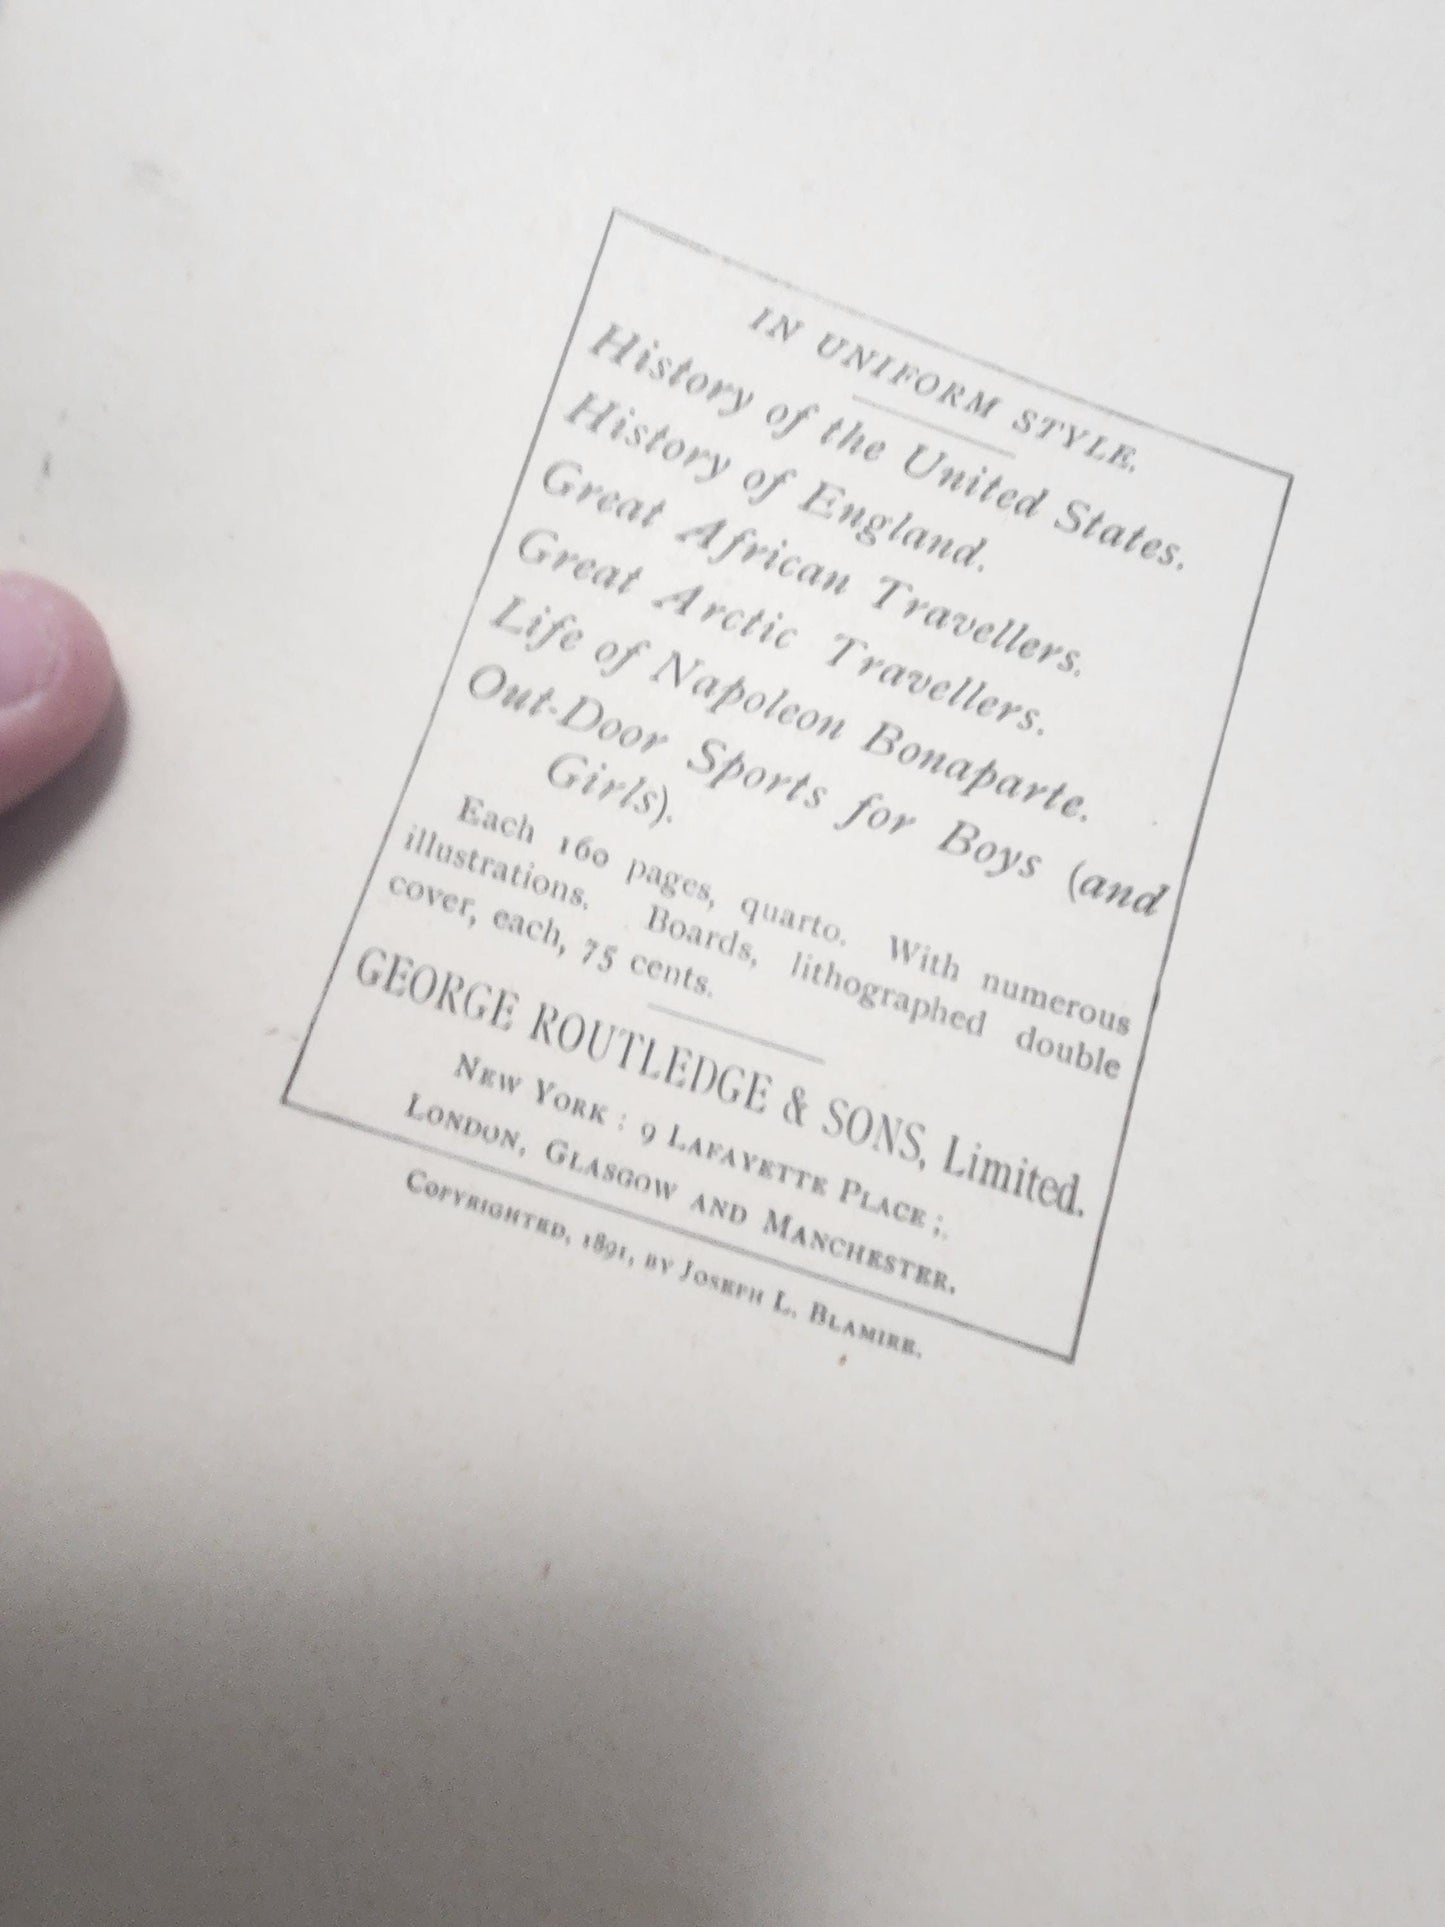 IN UNIFORM STYLE.
History of the United States.
History of England.
Great African Travellers.
Great Arctic Travellers.
Life of Napoleon Bonaparte.
Out-Door Sports for Boys (and
Girls).
Each 160 pages, quarto. With numerous
illustrations. Boards, lithographed double
cover, each, 75 cents.
GEORGE ROUTLEDGE & SONS, Limited.
NEW YORK: 9 LAFAYETTE PLACE;
LONDON, GLASGOW AND MANCHESTER.
COPYRIGHTED, 1891, BY JOSEPH L. BLAMIRE.